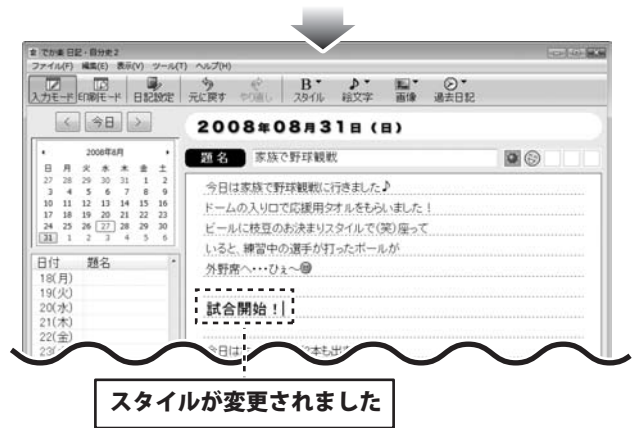 でか楽日記・自分史2
ファイル(F) 編集(E) 表示(V) ツール(T) ヘルプ(H)
入力モード 印刷モード 日記設定 元に戻す やり直し スタイル 絵文字 画像 過去日記
< 今日 >
2008年08月31日(日)
2008年8月
日 月 火 水 木 金 土
27 28 29 30 31 1 2
3 4 5 6 7 8 9
10 11 12 13 14 15 16
17 18 19 20 21 22 23
24 25 26 27 28 29 30
31 1 2 3 4 5 6
題名 家族で野球観戦
今日は家族で野球観戦に行きました♪
ドームの入り口で応援用タオルをもらいました!
ビールに枝豆のお決まりスタイルで(笑)座って
いると、練習中の選手が打ったボールが
外野席へ・・・ひぇ~
試合開始!
日付 題名
18(月)
19(火)
20(水)
21(木)
22(金)
スタイルが変更されました